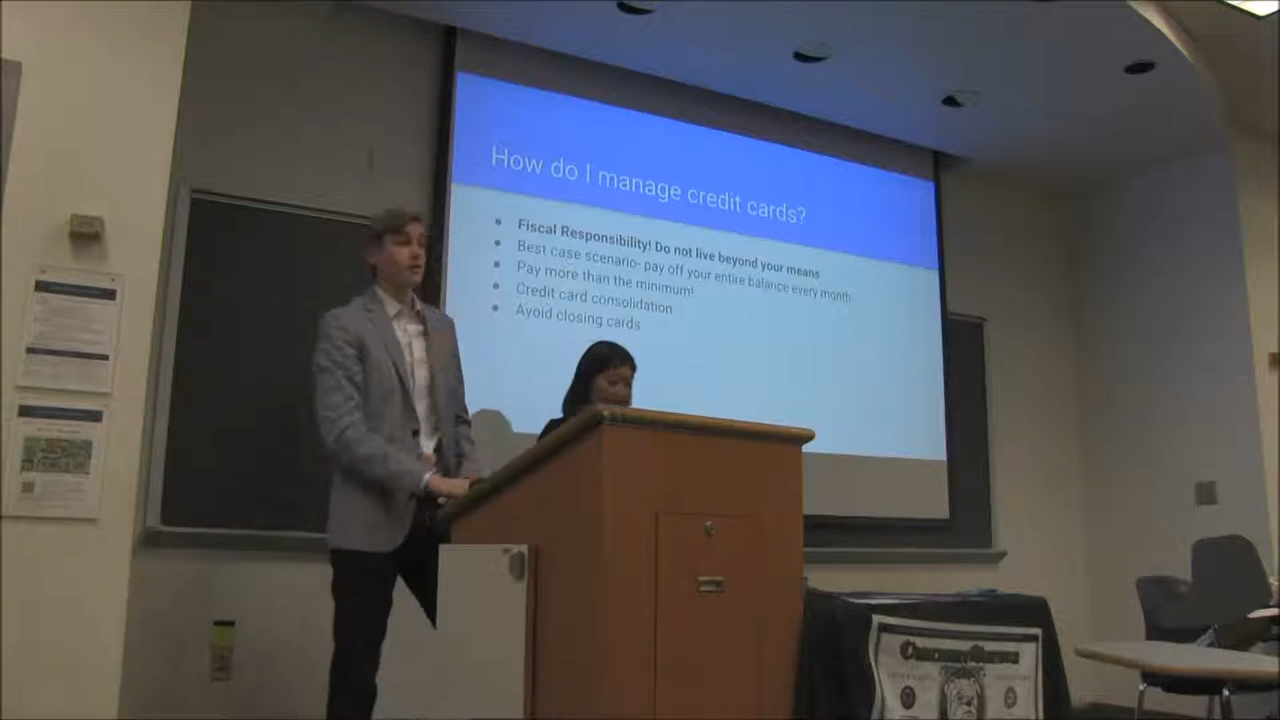 How do I manage credit cards?
Fiscal Responsibility! Do not live beyond your means
Best case scenario- pay off your entire balance every month
Pay more than the minimum!
Credit card consolidation
Avoid closing cards